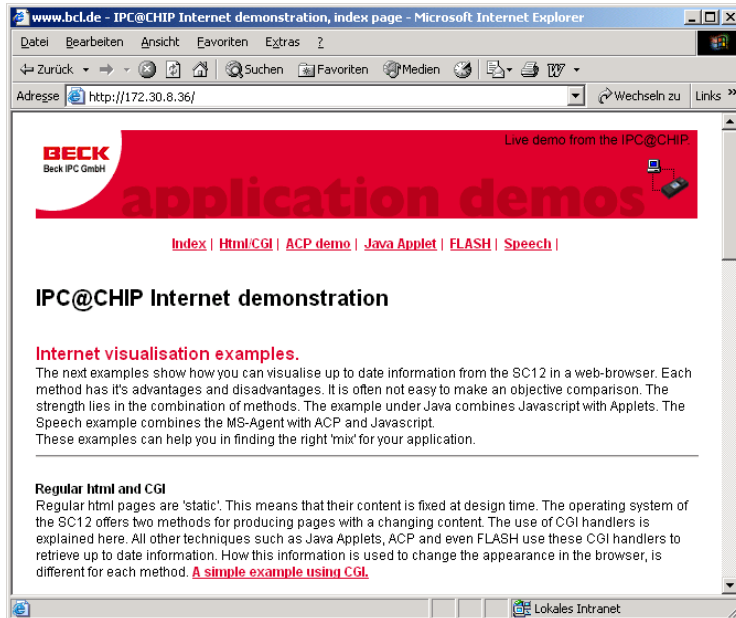 www.bcl.de - IPC@CHIP Internet demonstration, index page - Microsoft Internet Explorer
Datei Bearbeiten Ansicht Favoriten Extras ?
Zurück Suchen Favoriten Medien
Adresse http://172.30.8.36/ Wechseln zu Links »
Live demo from the IPC@CHIP.
BECK
Beck IPC GmbH
application demos
Index | Html/CGI | ACP demo | Java Applet | FLASH | Speech |
IPC@CHIP Internet demonstration
Internet visualisation examples.
The next examples show how you can visualise up to date information from the SC12 in a web-browser. Each
method has it's advantages and disadvantages. It is often not easy to make an objective comparison. The
strength lies in the combination of methods. The example under Java combines Javascript with Applets. The
Speech example combines the MS-Agent with ACP and Javascript.
These examples can help you in finding the right 'mix' for your application.
Regular html and CGI
Regular html pages are 'static'. This means that their content is fixed at design time. The operating system of
the SC12 offers two methods for producing pages with a changing content. The use of CGI handlers is
explained here. All other techniques such as Java Applets, ACP and even FLASH use these CGI handlers to
retrieve up to date information. How this information is used to change the appearance in the browser, is
different for each method. A simple example using CGI.
Lokales Intranet